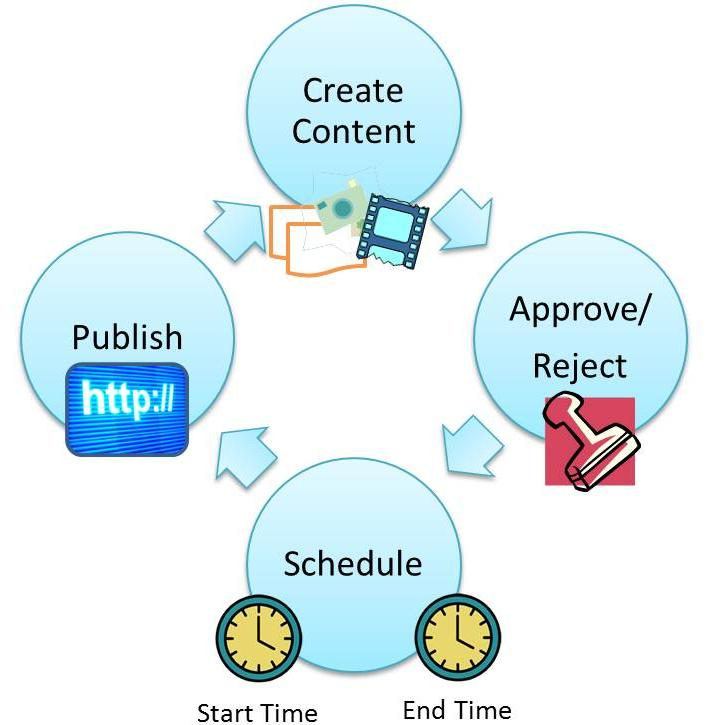 Create
Content
Approve/
Reject
Publish
http://
Schedule
Start Time
End Time